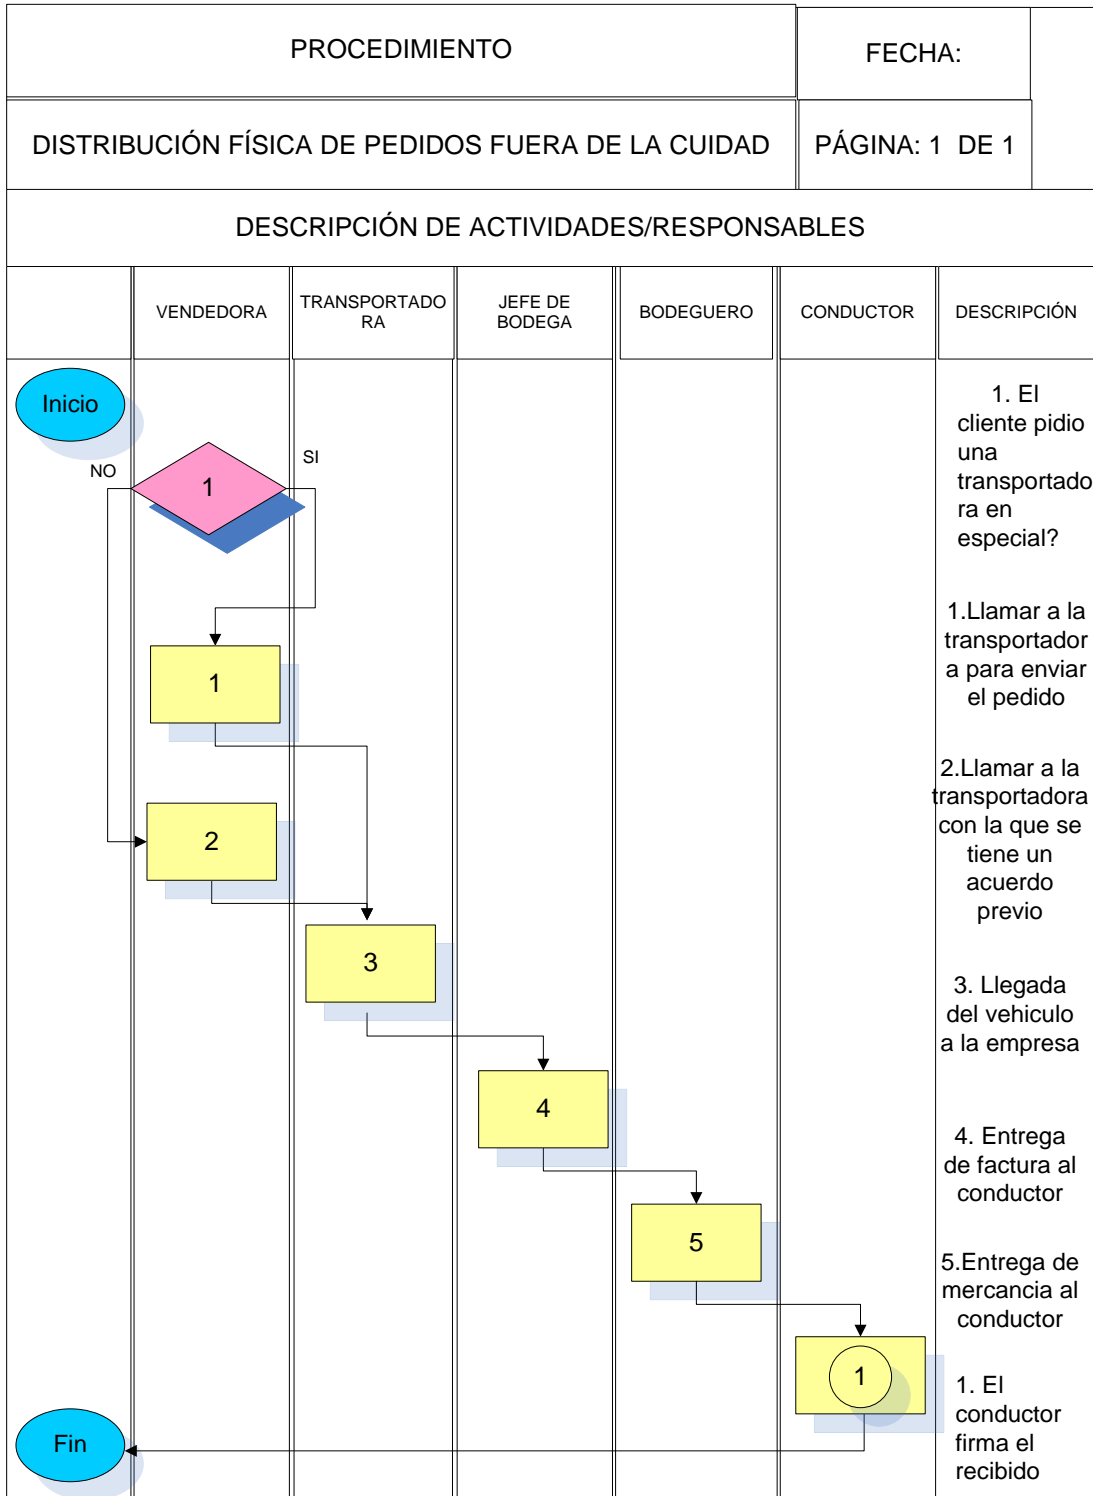 PROCEDIMIENTO
FECHA:
DISTRIBUCIÓN FÍSICA DE PEDIDOS FUERA DE LA CUIDAD
PÁGINA: 1 DE 1
DESCRIPCIÓN DE ACTIVIDADES/RESPONSABLES
VENDEDORA
TRANSPORTADO
RA
JEFE DE
BODEGA
BODEGUERO
CONDUCTOR
DESCRIPCIÓN
Inicio
NO
1
SI
1
2
3
4
5
1
Fin
1. El
cliente pidio
una
transportado
ra en
especial?
1.Llamar a la
transportador
a para enviar
el pedido
2.Llamar a la
transportadora
con la que se
tiene un
acuerdo
previo
3. Llegada
del vehiculo
a la empresa
4. Entrega
de factura al
conductor
5.Entrega de
mercancia al
conductor
1. El
conductor
firma el
recibido